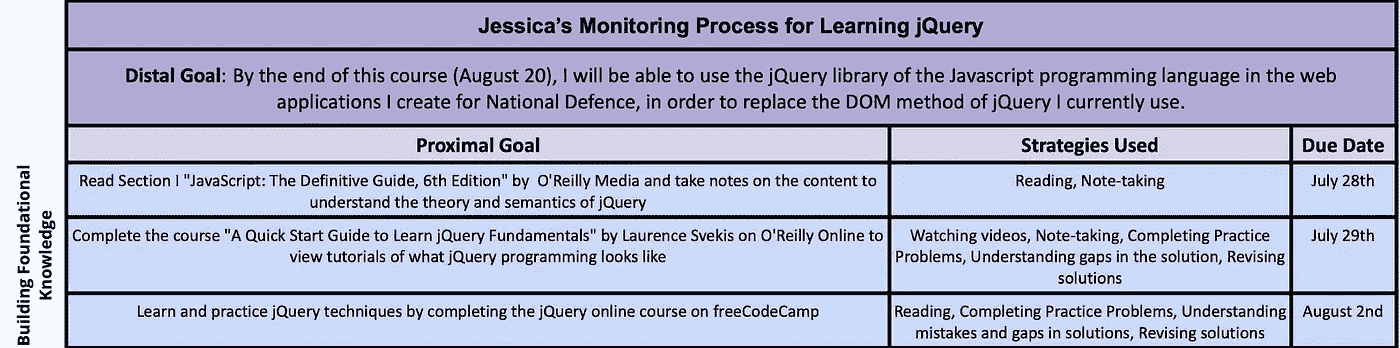 Jessica's Monitoring Process for Learning jQuery
Distal Goal: By the end of this course (August 20), I will be able to use the jQuery library of the Javascript programming language in the web
applications I create for National Defence, in order to replace the DOM method of jQuery I currently use.
Proximal Goal
Strategies Used
Due Date
Building Foundational
Knowledge
Read Section I "JavaScript: The Definitive Guide, 6th Edition" by O'Reilly Media and take notes on the content to
understand the theory and semantics of jQuery
Reading, Note-taking
July 28th
Complete the course "A Quick Start Guide to Learn jQuery Fundamentals" by Laurence Svekis on O'Reilly Online to
view tutorials of what jQuery programming looks like
Watching videos, Note-taking, Completing Practice
Problems, Understanding gaps in the solution, Revising
solutions
July 29th
Learn and practice jQuery techniques by completing the jQuery online course on freeCodeCamp
Reading, Completing Practice Problems, Understanding
mistakes and gaps in solutions, Revising solutions
August 2nd